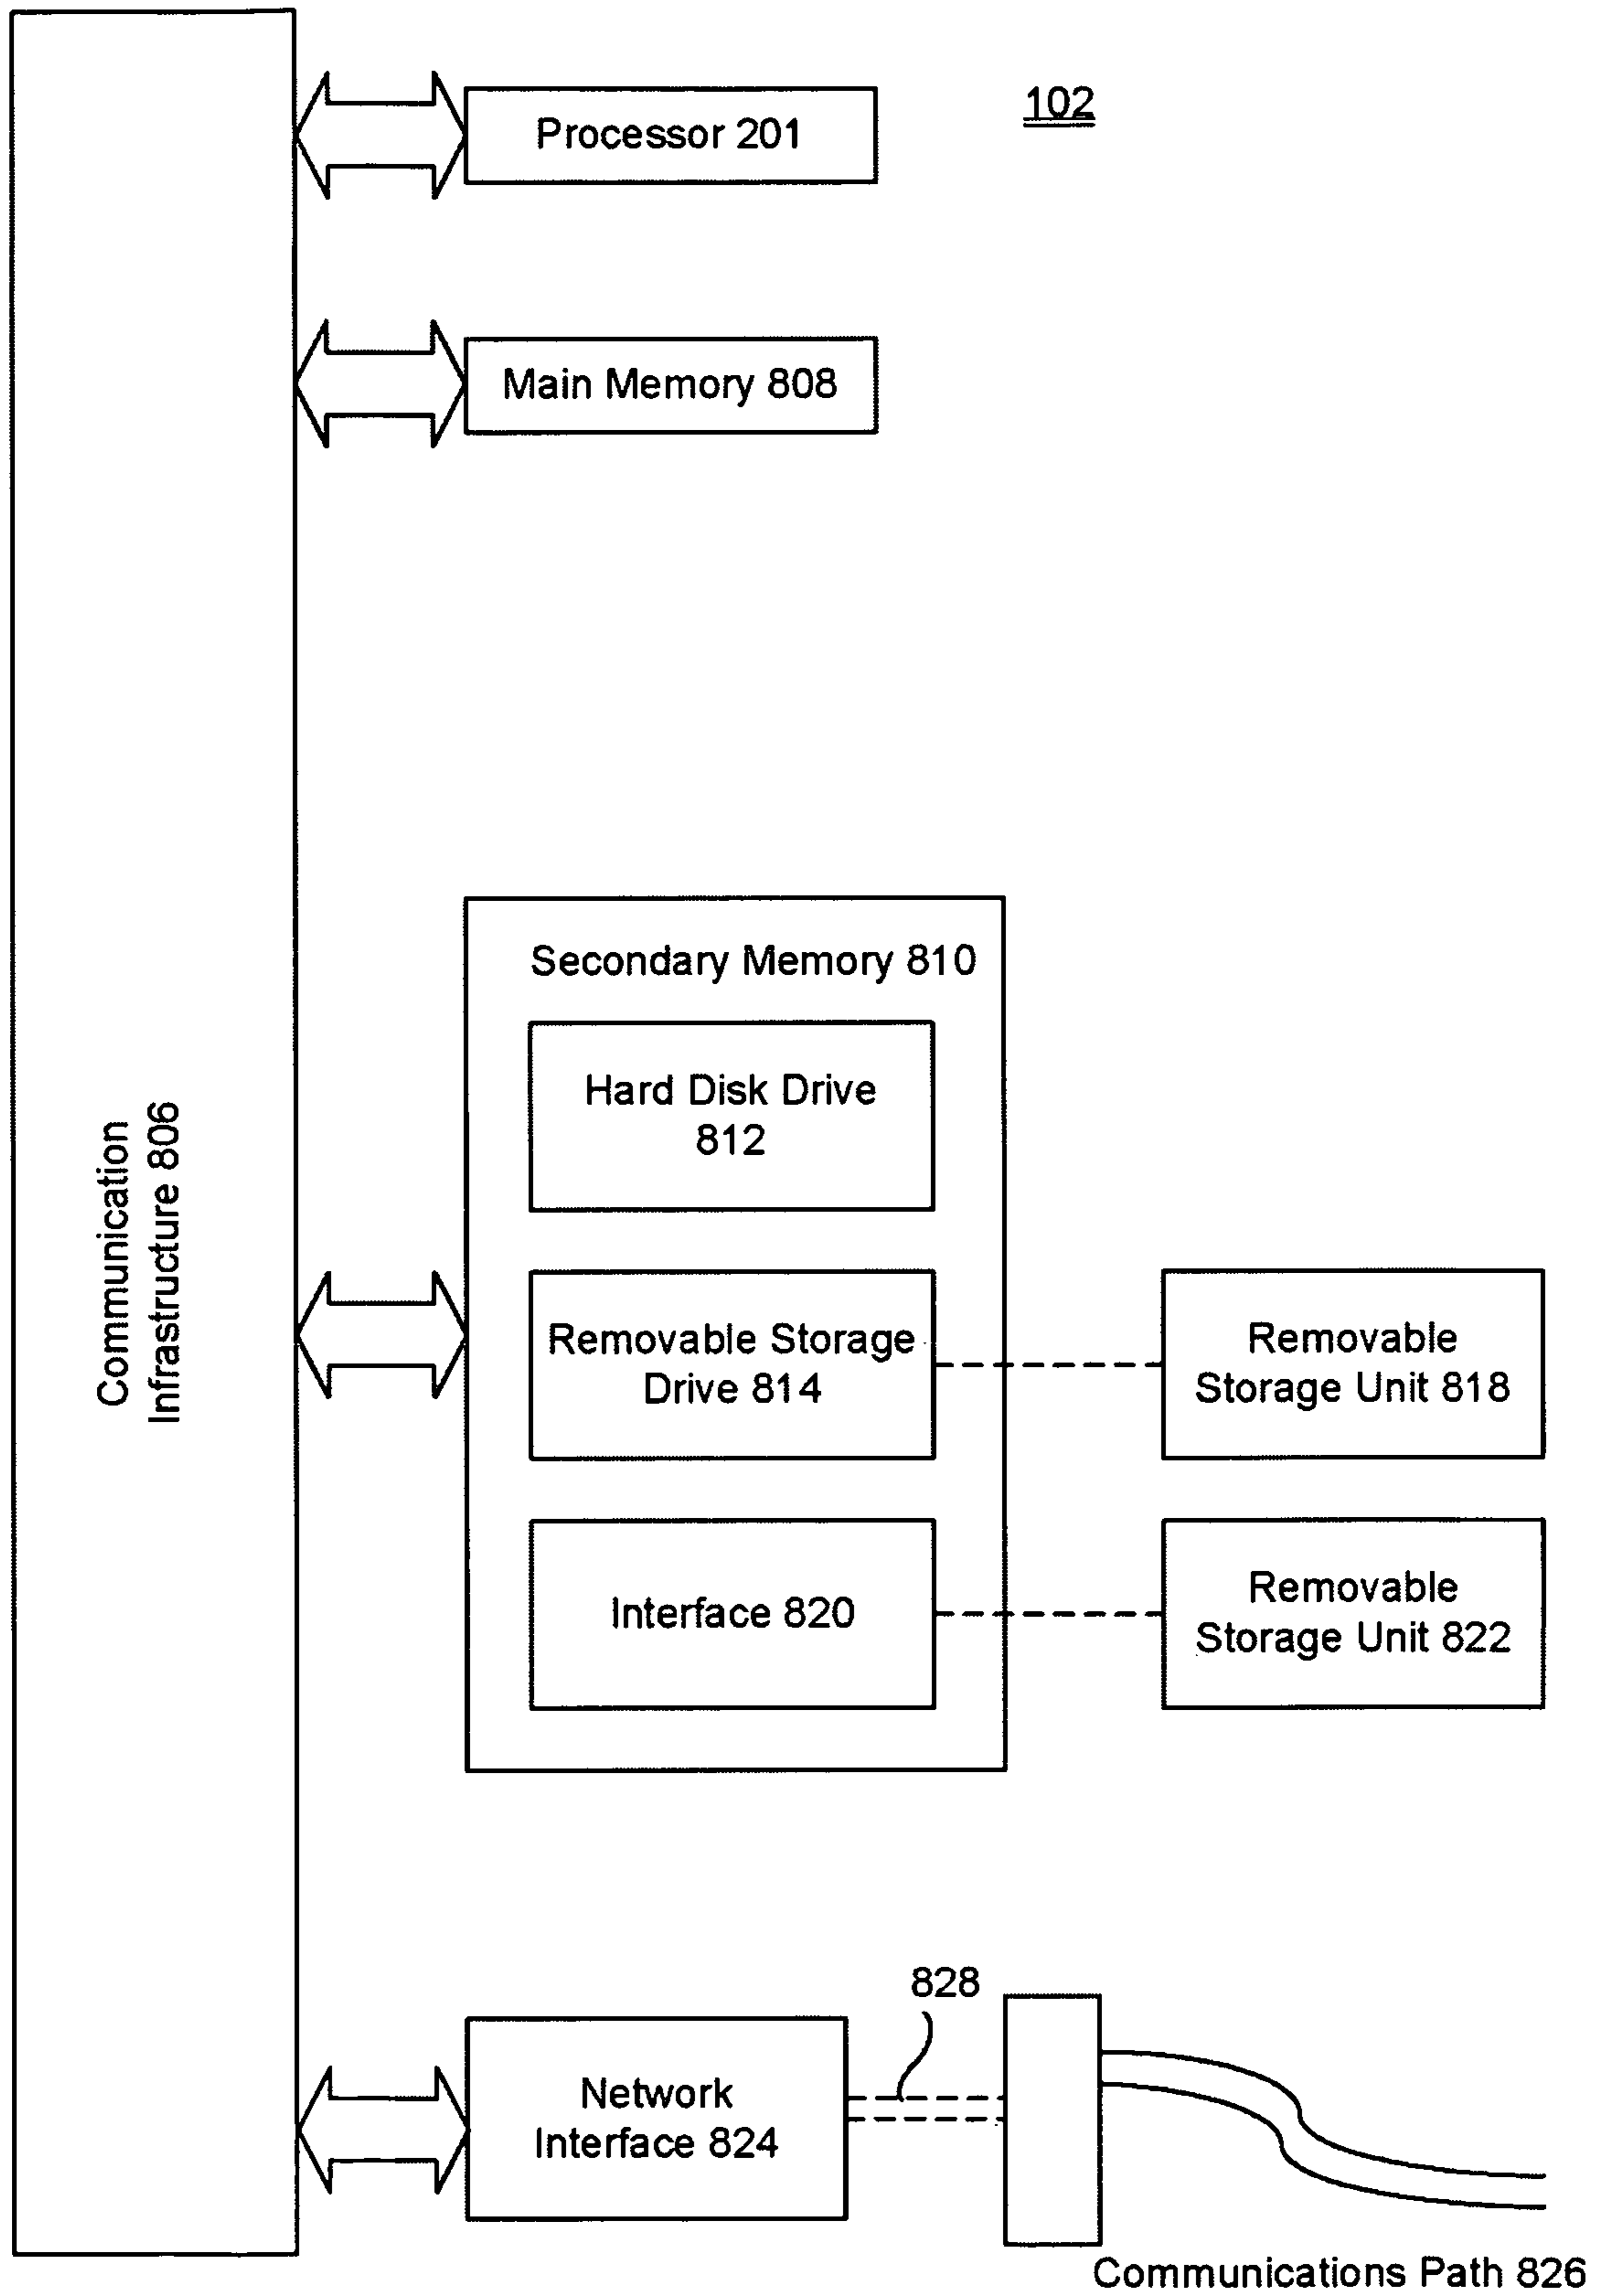 102
Processor 201
Main Memory 808
Communication
Infrastructure 806
Secondary Memory 810
Hard Disk Drive
812
Removable Storage
Drive 814
Removable
Storage Unit 818
Interface 820
Removable
Storage Unit 822
828
Network
Interface 824
Communications Path 826